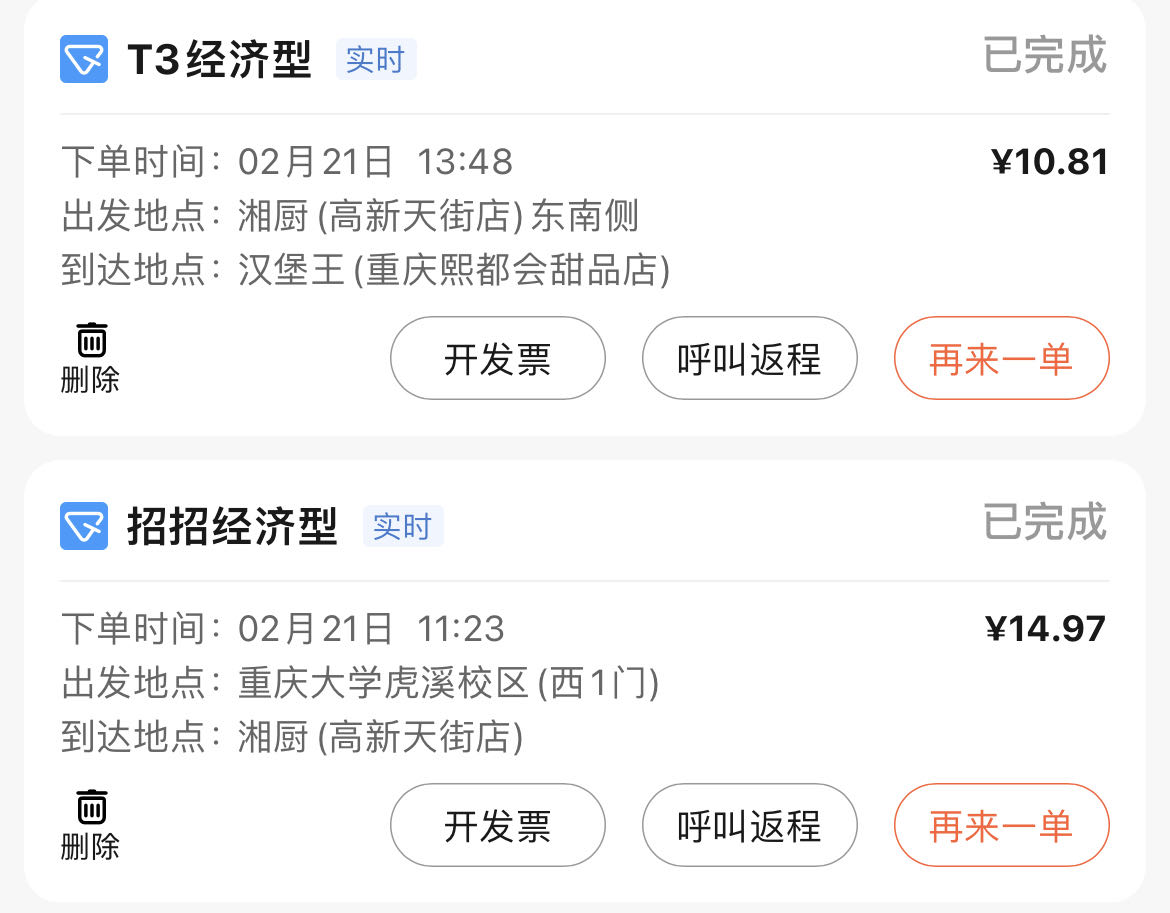 T3经济型 实时 已完成
下单时间：02月21日 13:48 ¥10.81
出发地点：湘厨(高新天街店)东南侧
到达地点：汉堡王(重庆熙都会甜品店)
删除 开发票 呼叫返程 再来一单
招招经济型 实时 已完成
下单时间：02月21日 11:23 ¥14.97
出发地点：重庆大学虎溪校区(西1门)
到达地点：湘厨(高新天街店)
删除 开发票 呼叫返程 再来一单